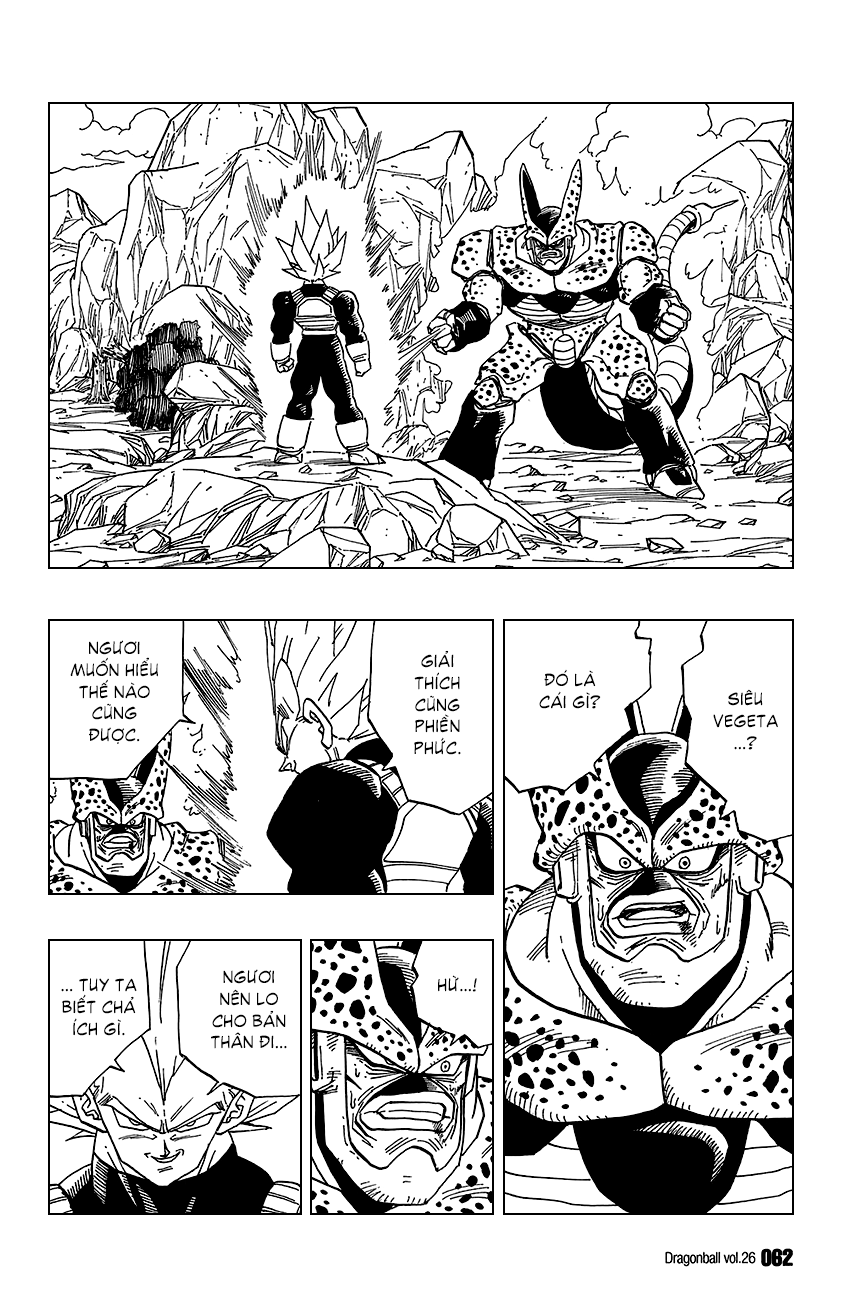 SIÊU
VEGETA
...?
ĐÓ LÀ
CÁI GÌ?
GIẢI
THÍCH
CŨNG
PHIỀN
PHỨC.
NGƯƠI
MUỐN HIỂU
THẾ NÀO
CŨNG
ĐƯỢC.
HỪ...!
NGƯƠI
NÊN LO
CHO BẢN
THÂN ĐI...
... TUY TA
BIẾT CHẢ
ÍCH GÌ.
Dragonball vol.26 062